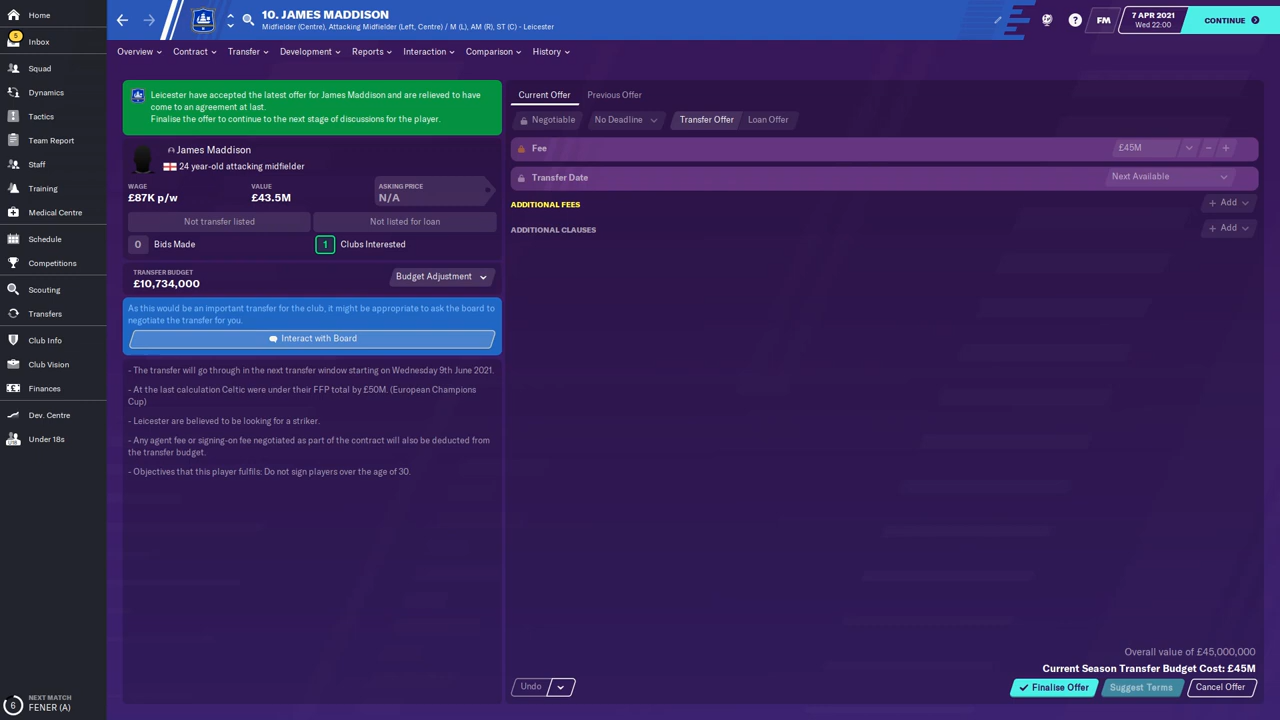 10. JAMES MADDISON
Midfielder (Centre), Attacking Midfielder (Left, Centre) / M (L), AM (R), ST (C) - Leicester
FM
7 APR 2021
Wed 22:00
CONTINUE
Overview
Contract
Transfer
Development
Reports
Interaction
Comparison
History
5
Home
Inbox
Squad
Dynamics
Tactics
Team Report
Staff
Training
Medical Centre
Schedule
Competitions
Scouting
Transfers
Club Info
Club Vision
Finances
Dev. Centre
Under 18s
6
NEXT MATCH
FENER (A)
Leicester have accepted the latest offer for James Maddison and are relieved to have
come to an agreement at last.
Finalise the offer to continue to the next stage of discussions for the player.
James Maddison
24 year-old attacking midfielder
WAGE
£87K p/w
VALUE
£43.5M
ASKING PRICE
N/A
Not transfer listed
Not listed for loan
0 Bids Made
1 Clubs Interested
TRANSFER BUDGET
£10,734,000
Budget Adjustment
As this would be an important transfer for the club, it might be appropriate to ask the board to
negotiate the transfer for you.
Interact with Board
- The transfer will go through in the next transfer window starting on Wednesday 9th June 2021.
- At the last calculation Celtic were under their FFP total by £50M. (European Champions
Cup)
- Leicester are believed to be looking for a striker.
- Any agent fee or signing-on fee negotiated as part of the contract will also be deducted from
the transfer budget.
- Objectives that this player fulfils: Do not sign players over the age of 30.
Current Offer
Previous Offer
Negotiable
No Deadline
Transfer Offer
Loan Offer
Fee
£45M
Transfer Date
Next Available
ADDITIONAL FEES
Add
ADDITIONAL CLAUSES
Add
Overall value of £45,000,000
Current Season Transfer Budget Cost: £45M
Undo
Finalise Offer
Suggest Terms
Cancel Offer